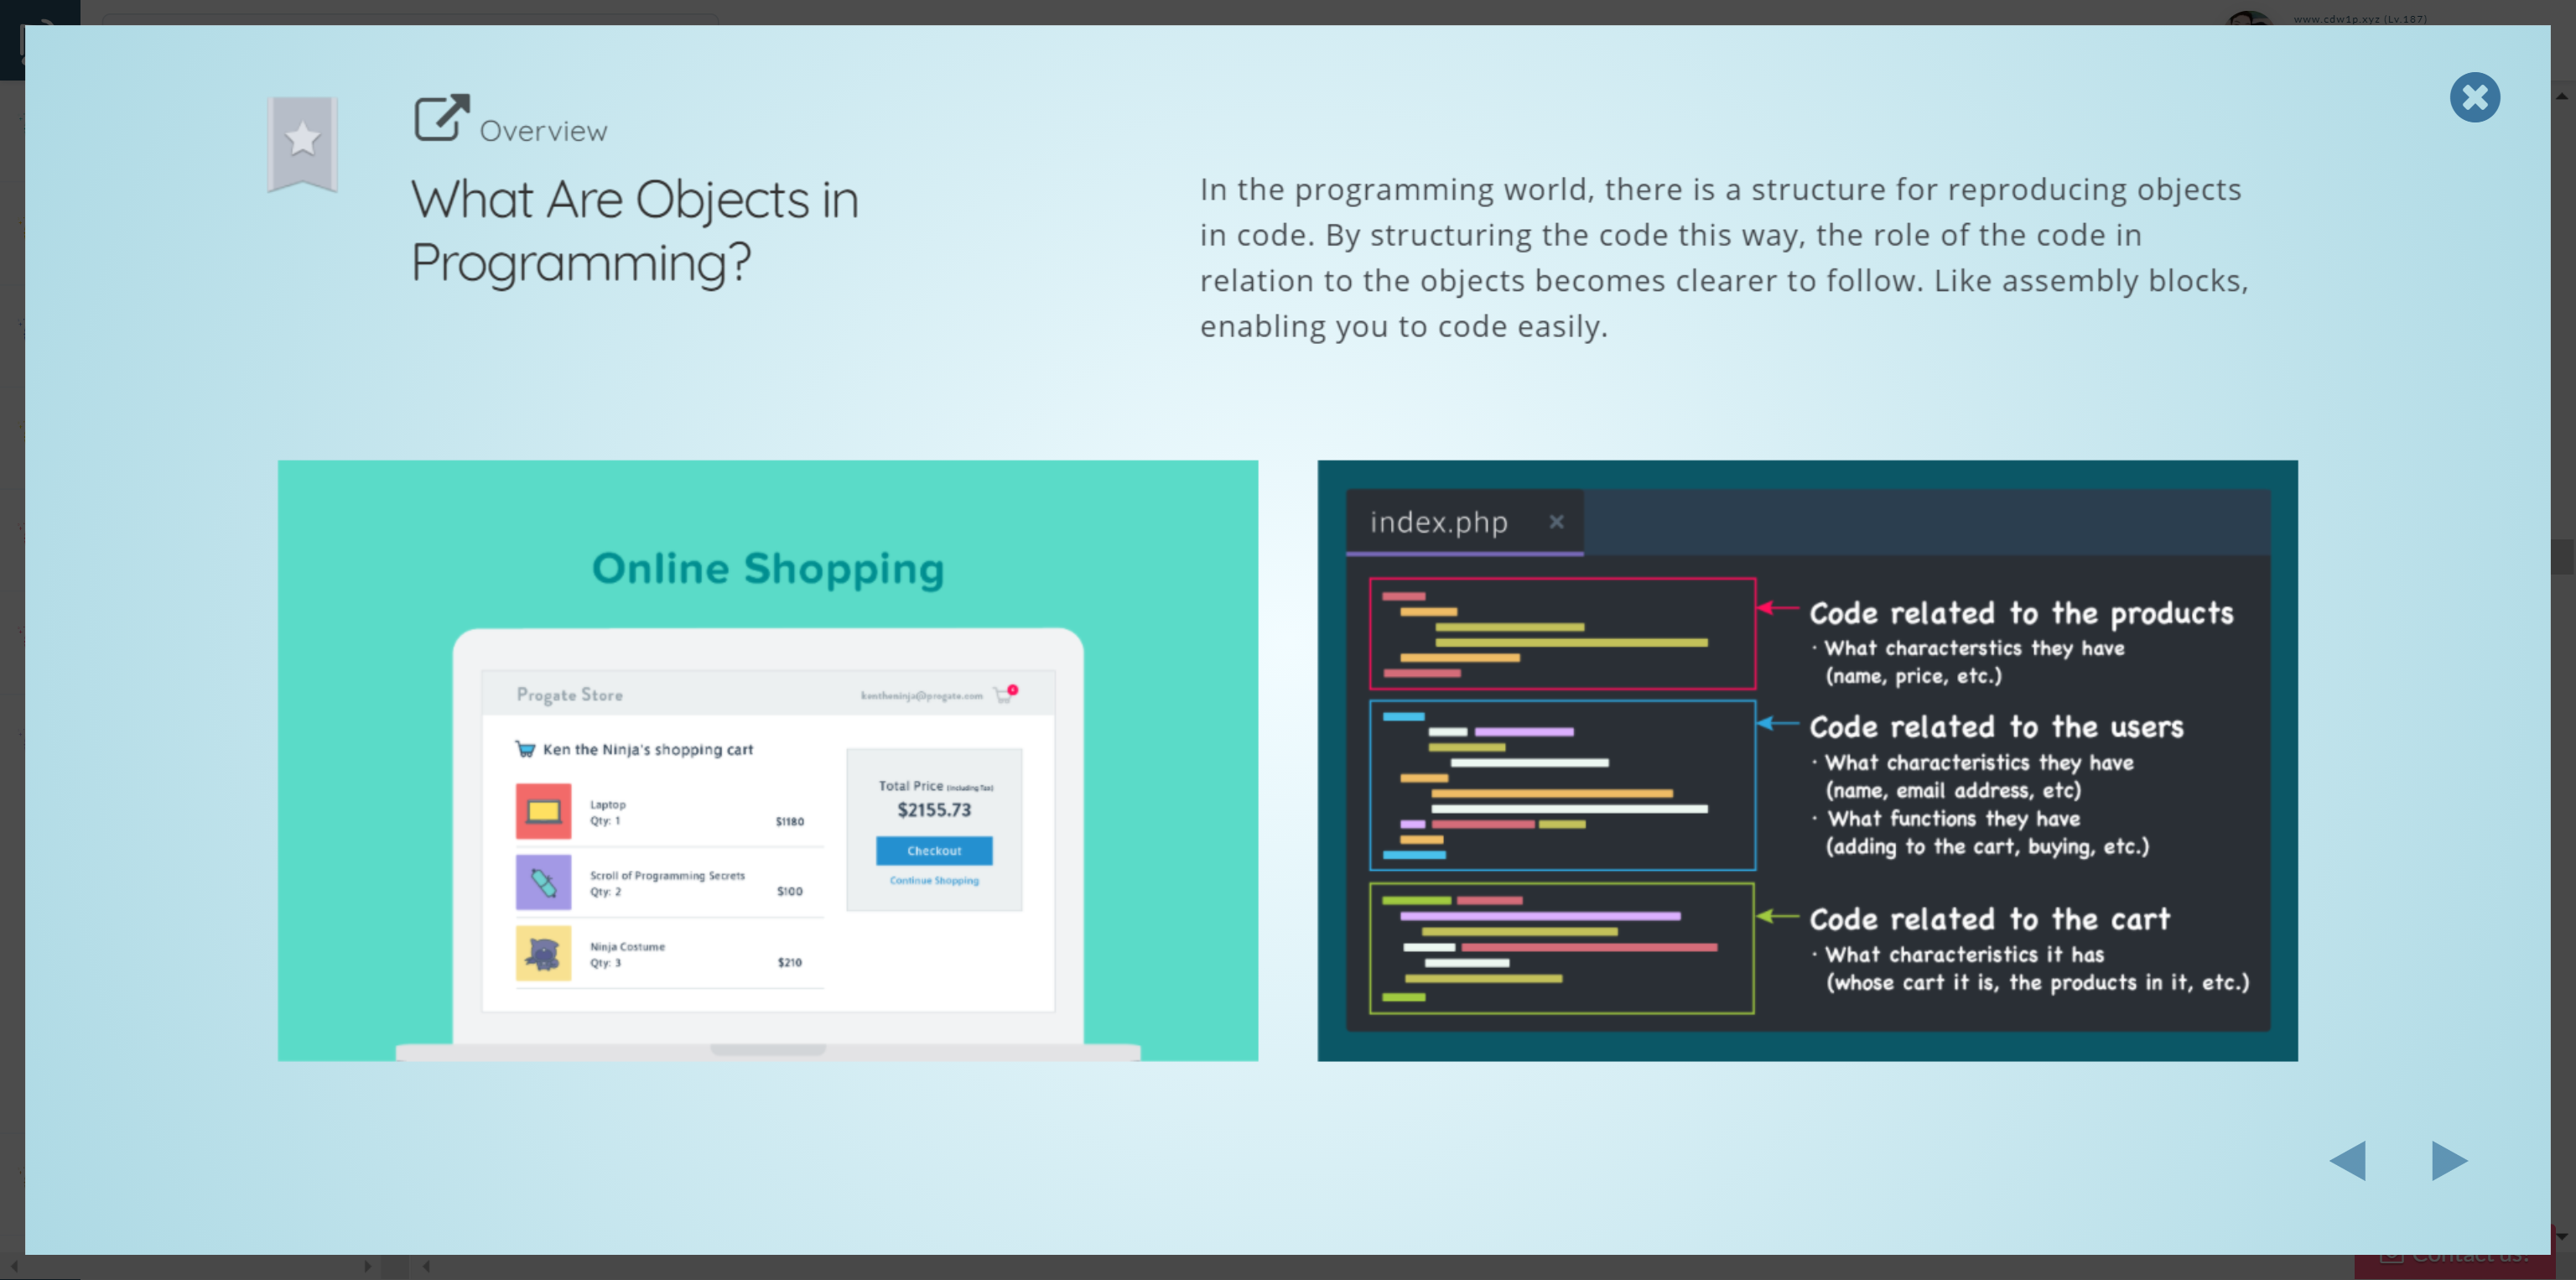 www.cdw1p.xyz (Lv.187)
Overview
What Are Objects in
Programming?
In the programming world, there is a structure for reproducing objects
in code. By structuring the code this way, the role of the code in
relation to the objects becomes clearer to follow. Like assembly blocks,
enabling you to code easily.
Online Shopping
Progate Store
kentheninja@progate.com
Ken the Ninja's shopping cart
Laptop
Qty: 1
$1180
Scroll of Programming Secrets
Qty: 2
$100
Ninja Costume
Qty: 3
$210
Total Price (Including Tax)
$2155.73
Checkout
Continue Shopping
index.php
Code related to the products
· What characterstics they have
(name, price, etc.)
Code related to the users
· What characteristics they have
(name, email address, etc)
· What functions they have
(adding to the cart, buying, etc.)
Code related to the cart
· What characteristics it has
(whose cart it is, the products in it, etc.)
Contact us!